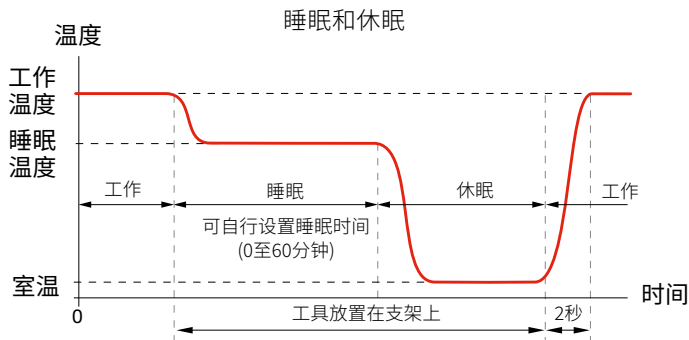 睡眠和休眠
温度
工作
温度
睡眠
温度
工作
睡眠
休眠
工作
可自行设置睡眠时间
(0至60分钟)
室温
时间
0
工具放置在支架上
2秒